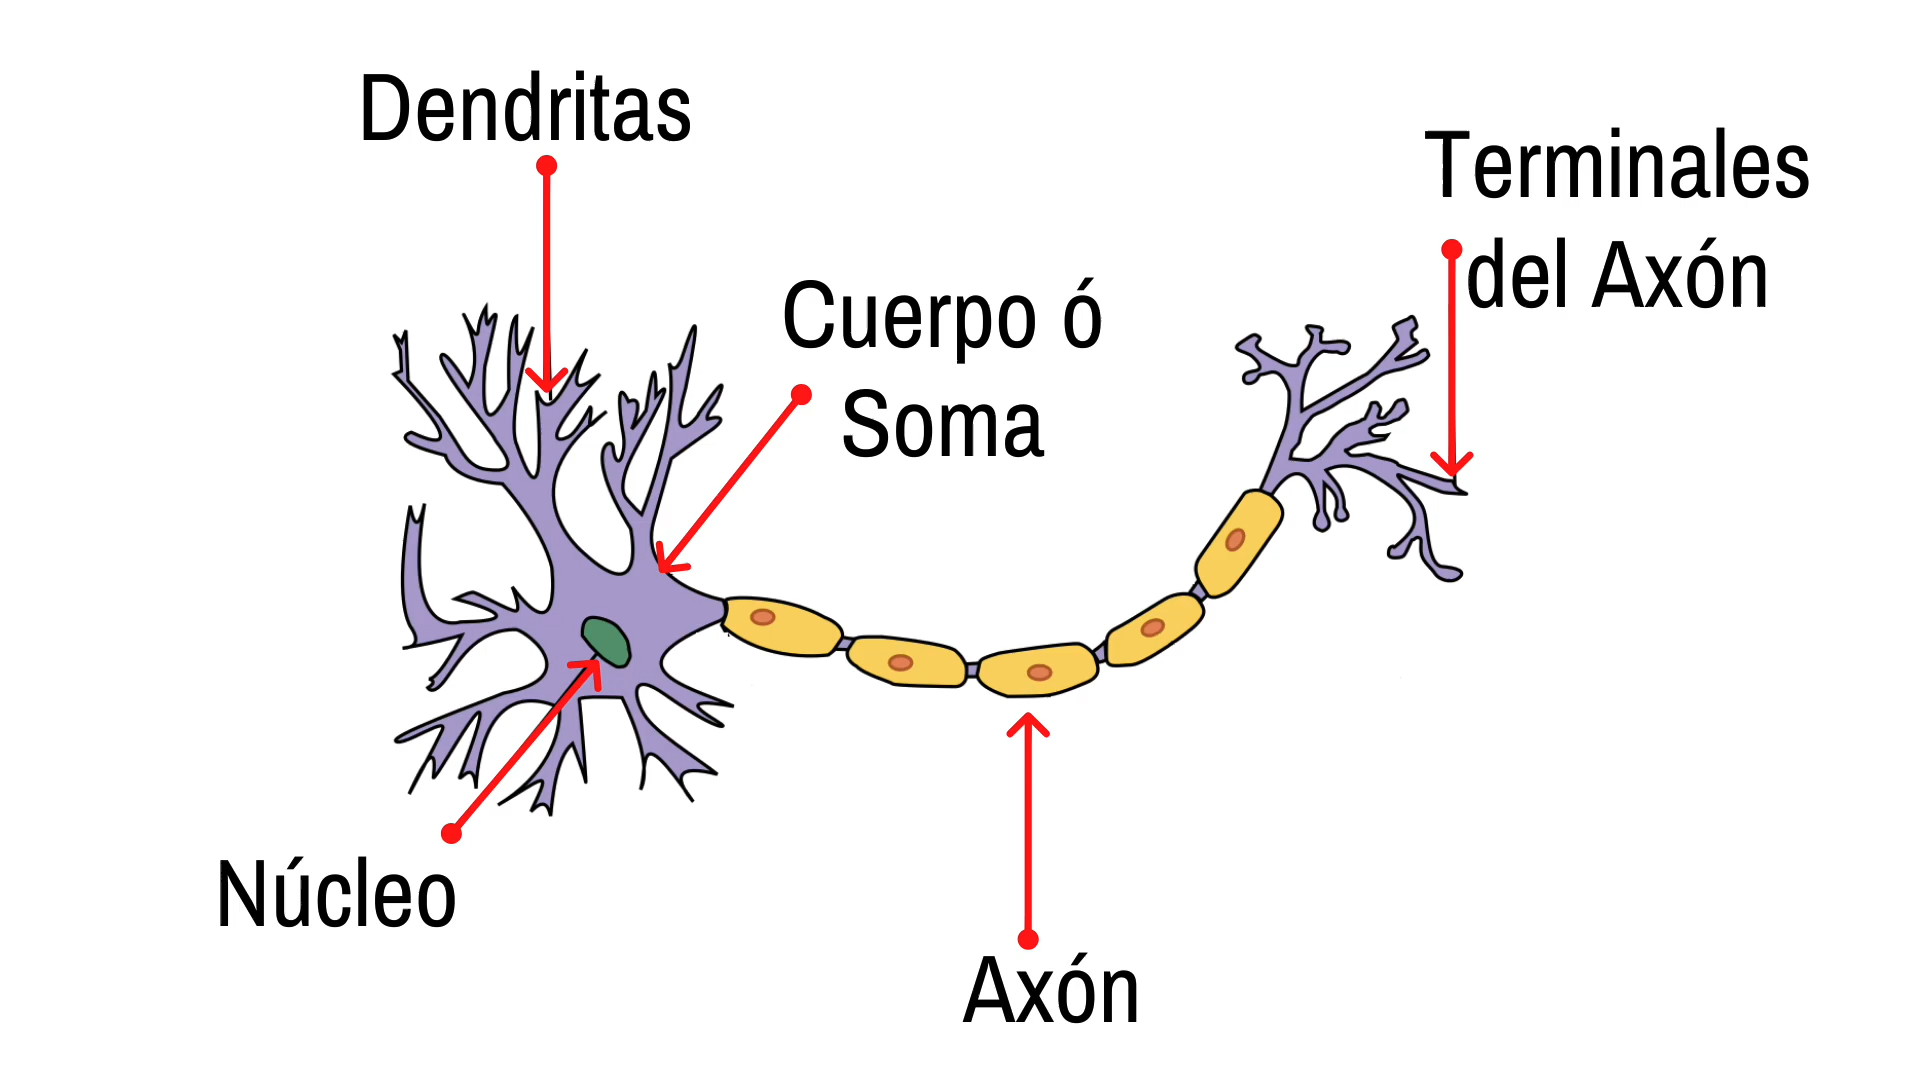 Dendritas
Terminales
del Axón
Cuerpo ó
Soma
Núcleo
Axón